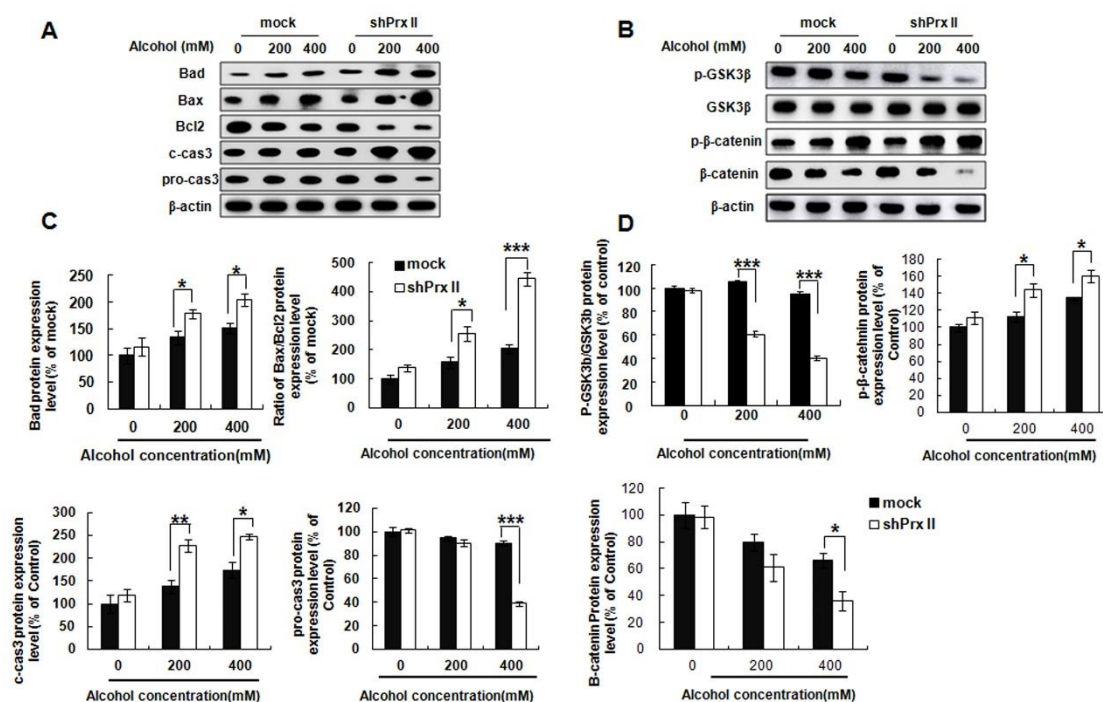 A
mock
shPrx II
Alcohol (mM)
0 200 400 0 200 400
Bad
Bax
Bcl2
c-cas3
pro-cas3
β-actin
B
mock
shPrx II
Alcohol (mM)
0 200 400 0 200 400
p-GSK3β
GSK3β
p-β-catenin
β-catenin
β-actin
C
Bad protein expression
level (% of mock)
250
200
150
100
50
0
*
*
0 200 400
Alcohol concentration(mM)
Ratio of Bax/Bcl2 protein
expression level
(% of mock)
500
400
300
200
100
0
*
***
mock
shPrx II
0 200 400
Alcohol concentration(mM)
D
P-GSK3b/GSK3b protein
expression level (% of control)
120
100
80
60
40
20
0
***
***
0 200 400
Alcohol concentration(mM)
p-β-catehnin protein
expression level (% of
Control)
180
160
140
120
100
80
60
40
20
0
*
*
0 200 400
Alcohol concentration(mM)
c-cas3 protein expression
level (% of Control)
300
250
200
150
100
50
0
**
*
0 200 400
Alcohol concentration(mM)
pro-cas3 protein
expression level (% of
Control)
120
100
80
60
40
20
0
***
0 200 400
Alcohol concentration(mM)
B-catenin Protein expression
level (% of Control)
120
100
80
60
40
20
0
*
mock
shPrx II
0 200 400
Alcohol concentration(mM)